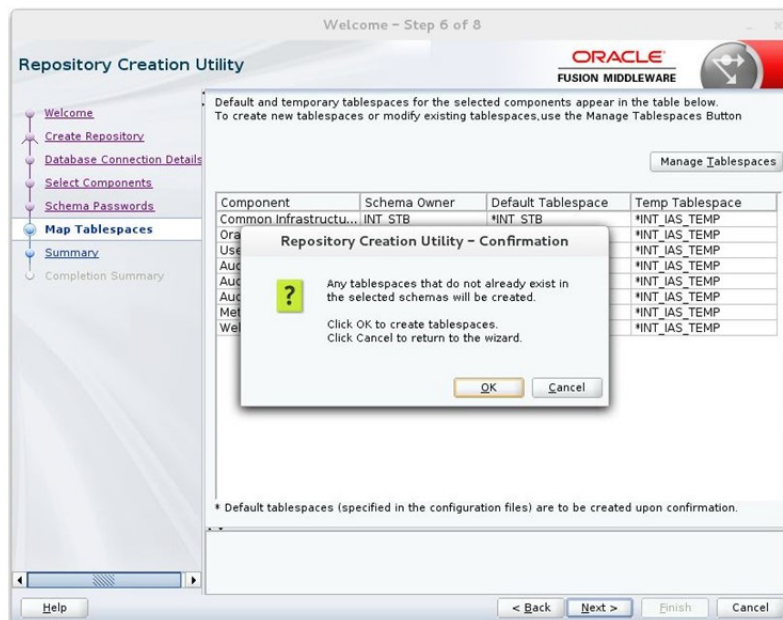 Welcome – Step 6 of 8
Repository Creation Utility
ORACLE
FUSION MIDDLEWARE
Welcome
Create Repository
Database Connection Details
Select Components
Schema Passwords
Map Tablespaces
Summary
Completion Summary
Default and temporary tablespaces for the selected components appear in the table below.
To create new tablespaces or modify existing tablespaces,use the Manage Tablespaces Button
Manage Tablespaces
Component Schema Owner Default Tablespace Temp Tablespace
Common Infrastructu... INT_STB *INT_STB *INT_IAS_TEMP
Ora *INT_IAS_TEMP
Use *INT_IAS_TEMP
Aud *INT_IAS_TEMP
Aud *INT_IAS_TEMP
Aud *INT_IAS_TEMP
Met *INT_IAS_TEMP
*INT_IAS_TEMP
Repository Creation Utility – Confirmation
?
Any tablespaces that do not already exist in
the selected schemas will be created.
Click OK to create tablespaces.
Click Cancel to return to the wizard.
OK Cancel
* Default tablespaces (specified in the configuration files) are to be created upon confirmation.
Help < Back Next > Finish Cancel